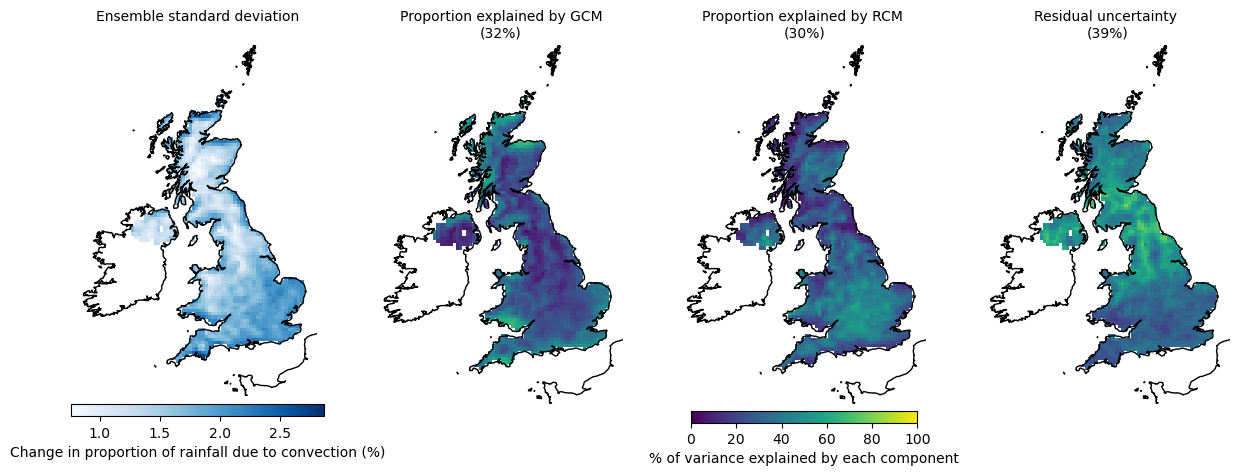 Ensemble standard deviation
Proportion explained by GCM
(32%)
Proportion explained by RCM
(30%)
Residual uncertainty
(39%)
1.0 1.5 2.0 2.5
Change in proportion of rainfall due to convection (%)
0 20 40 60 80 100
% of variance explained by each component